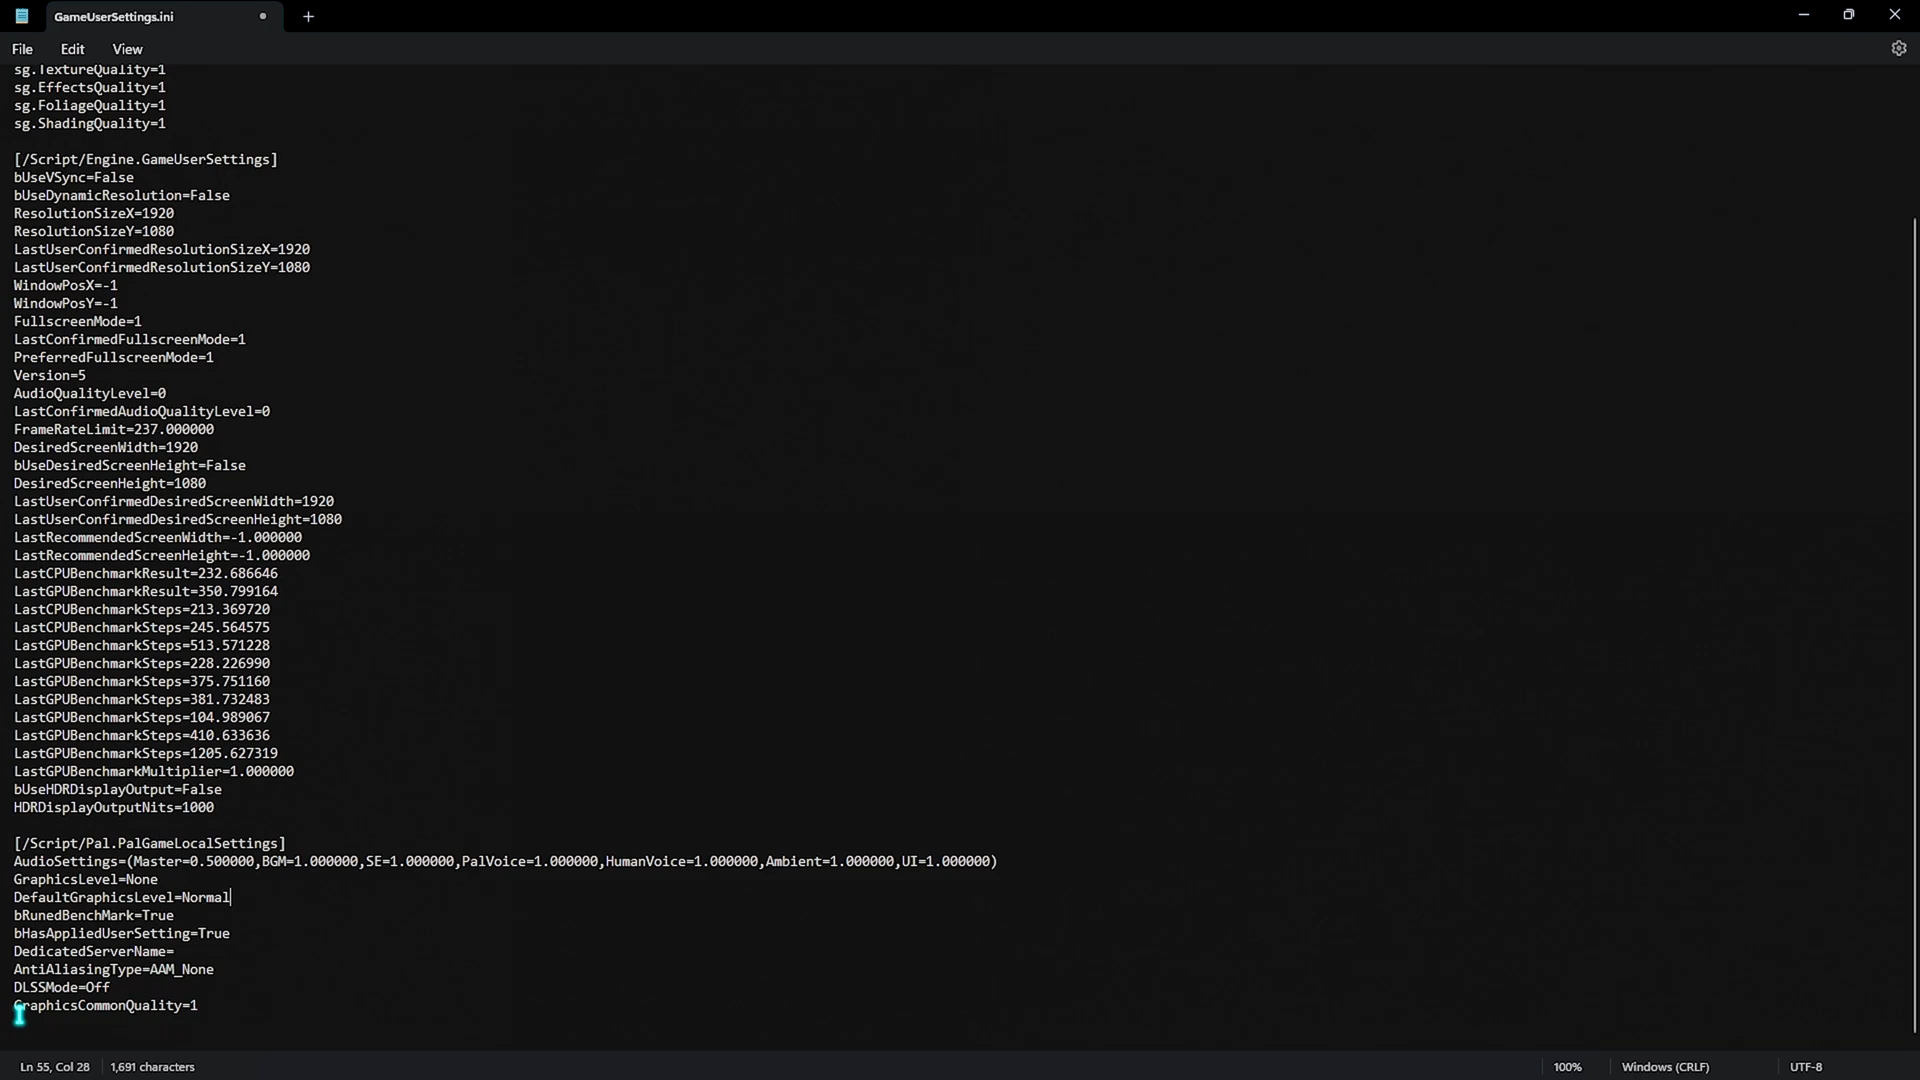 GameUserSettings.ini
File Edit View
sg.TextureQuality=1
sg.EffectsQuality=1
sg.FoliageQuality=1
sg.ShadingQuality=1
[/Script/Engine.GameUserSettings]
bUseVSync=False
bUseDynamicResolution=False
ResolutionSizeX=1920
ResolutionSizeY=1080
LastUserConfirmedResolutionSizeX=1920
LastUserConfirmedResolutionSizeY=1080
WindowPosX=-1
WindowPosY=-1
FullscreenMode=1
LastConfirmedFullscreenMode=1
PreferredFullscreenMode=1
Version=5
AudioQualityLevel=0
LastConfirmedAudioQualityLevel=0
FrameRateLimit=237.000000
DesiredScreenWidth=1920
bUseDesiredScreenHeight=False
DesiredScreenHeight=1080
LastUserConfirmedDesiredScreenWidth=1920
LastUserConfirmedDesiredScreenHeight=1080
LastRecommendedScreenWidth=-1.000000
LastRecommendedScreenHeight=-1.000000
LastCPUBenchmarkResult=232.686646
LastGPUBenchmarkResult=350.799164
LastCPUBenchmarkSteps=213.369720
LastCPUBenchmarkSteps=245.564575
LastGPUBenchmarkSteps=513.571228
LastGPUBenchmarkSteps=228.226990
LastGPUBenchmarkSteps=375.751160
LastGPUBenchmarkSteps=381.732483
LastGPUBenchmarkSteps=104.989067
LastGPUBenchmarkSteps=410.633636
LastGPUBenchmarkSteps=1205.627319
LastGPUBenchmarkMultiplier=1.000000
bUseHDRDisplayOutput=False
HDRDisplayOutputNits=1000
[/Script/Pal.PalGameLocalSettings]
AudioSettings=(Master=0.500000,BGM=1.000000,SE=1.000000,PalVoice=1.000000,HumanVoice=1.000000,Ambient=1.000000,UI=1.000000)
GraphicsLevel=None
DefaultGraphicsLevel=Normal
bRunedBenchMark=True
bHasAppliedUserSetting=True
DedicatedServerName=
AntiAliasingType=AAM_None
DLSSMode=Off
GraphicsCommonQuality=1
Ln 55, Col 28 1,691 characters 100% Windows (CRLF) UTF-8